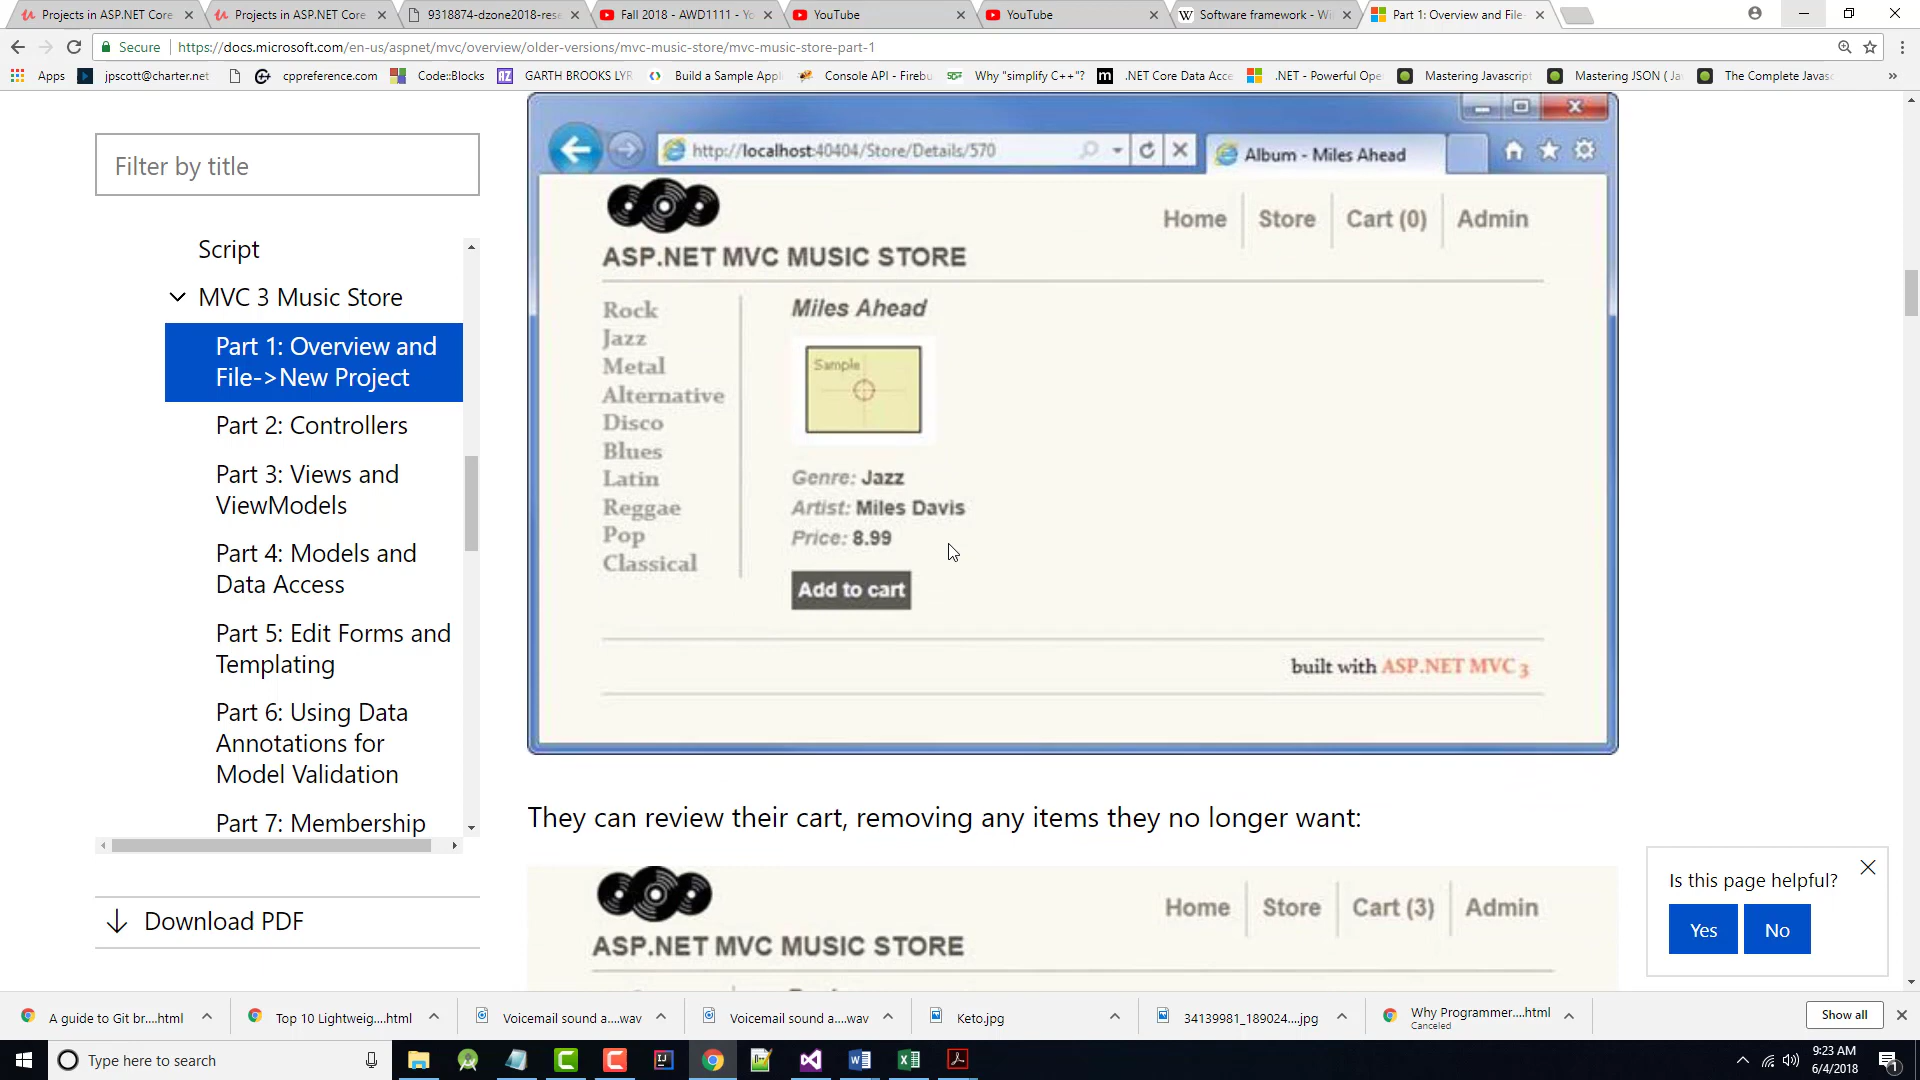 Projects in ASP.NET Core
Projects in ASP.NET Core
9318874-dzone2018-rese
Fall 2018 - AWD1111 - Yo
YouTube
YouTube
Software framework - Wi
Part 1: Overview and File-
Secure
https://docs.microsoft.com/en-us/aspnet/mvc/overview/older-versions/mvc-music-store/mvc-music-store-part-1
Apps
jpscott@charter.net
cppreference.com
Code::Blocks
GARTH BROOKS LYR
Build a Sample Appl
Console API - Firebu
Why "simplify C++"?
.NET Core Data Acce
.NET - Powerful Ope
Mastering Javascript
Mastering JSON ( Ja
The Complete Javasc
Filter by title
Script
MVC 3 Music Store
Part 1: Overview and
File->New Project
Part 2: Controllers
Part 3: Views and
ViewModels
Part 4: Models and
Data Access
Part 5: Edit Forms and
Templating
Part 6: Using Data
Annotations for
Model Validation
Part 7: Membership
Download PDF
http://localhost:40404/Store/Details/570
Album - Miles Ahead
Home
Store
Cart (0)
Admin
ASP.NET MVC MUSIC STORE
Rock
Jazz
Metal
Alternative
Disco
Blues
Latin
Reggae
Pop
Classical
Miles Ahead
Sample
Genre: Jazz
Artist: Miles Davis
Price: 8.99
Add to cart
built with ASP.NET MVC 3
They can review their cart, removing any items they no longer want:
Home
Store
Cart (3)
Admin
ASP.NET MVC MUSIC STORE
Is this page helpful?
Yes
No
A guide to Git br....html
Top 10 Lightweig....html
Voicemail sound a....wav
Voicemail sound a....wav
Keto.jpg
34139981_189024....jpg
Why Programmer....html
Canceled
Show all
Type here to search
9:23 AM
6/4/2018
1